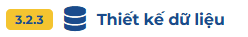 3.2.3 Thiết kế dữ liệu